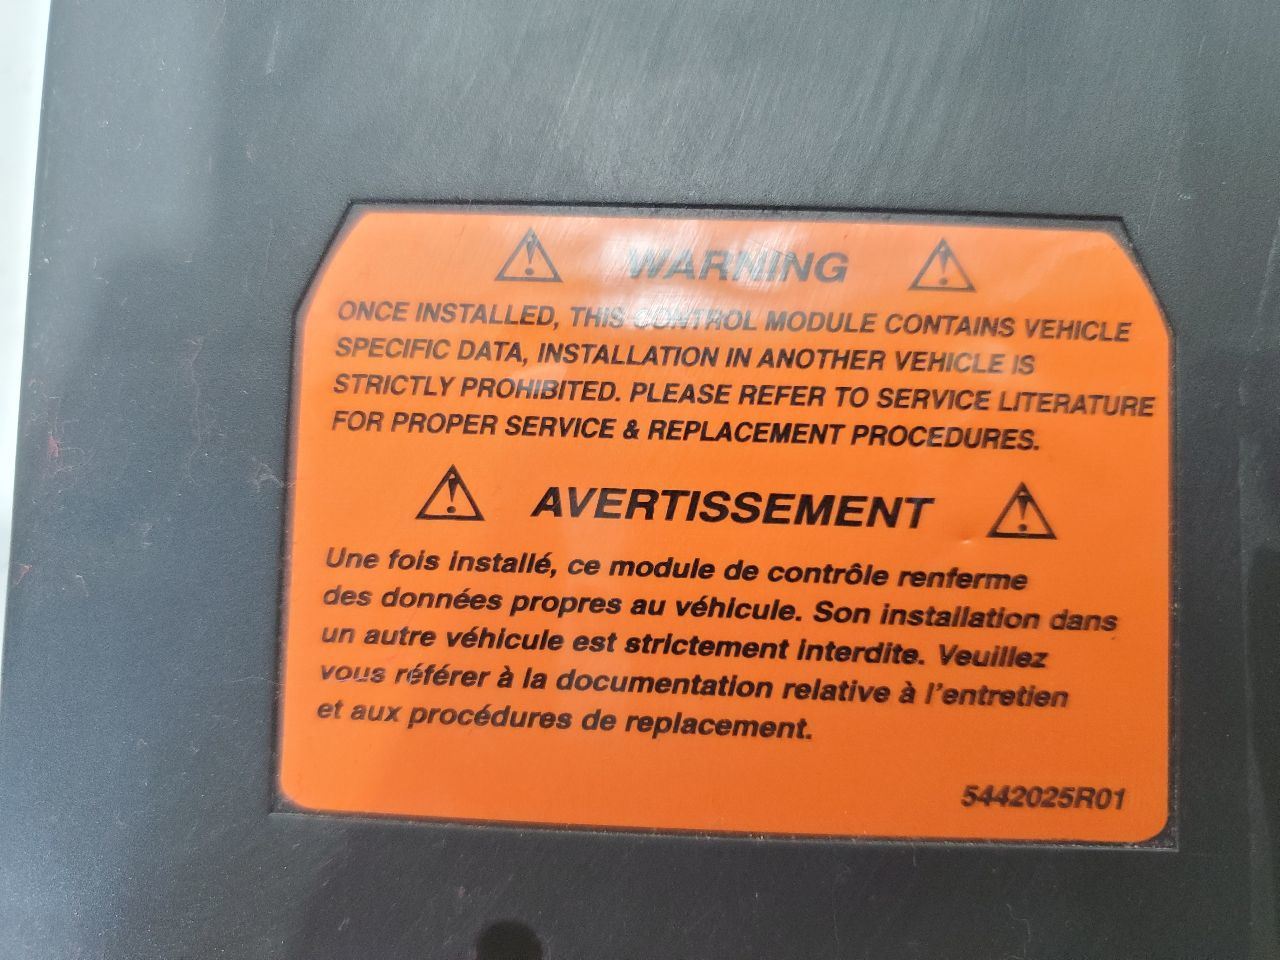 WARNING
ONCE INSTALLED, THIS CONTROL MODULE CONTAINS VEHICLE
SPECIFIC DATA, INSTALLATION IN ANOTHER VEHICLE IS
STRICTLY PROHIBITED. PLEASE REFER TO SERVICE LITERATURE
FOR PROPER SERVICE & REPLACEMENT PROCEDURES.
AVERTISSEMENT
Une fois installé, ce module de contrôle renferme
des données propres au véhicule. Son installation dans
un autre véhicule est strictement interdite. Veuillez
vous référer à la documentation relative à l'entretien
et aux procédures de replacement.
5442025R01